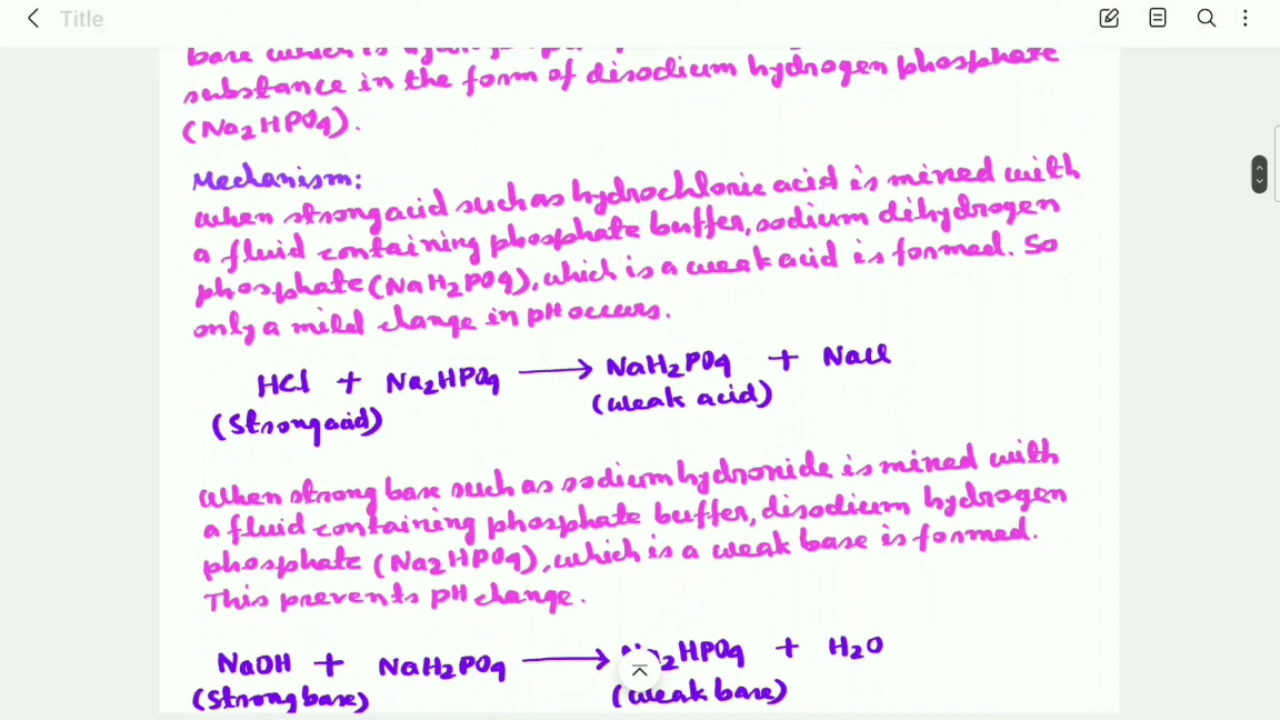 Title
base which is
substance in the form of disodium hydrogen phosphate
(Na2HPO4).
Mechanism:
When strong acid such as hydrochloric acid is mixed with
a fluid containing phosphate buffer, sodium dihydrogen
phosphate (NaH2PO4), which is a weak acid is formed. So
only a mild change in pH occurs.
HCl + Na2HPO4 → NaH2PO4 + NaCl
(Strong acid) (Weak acid)
When strong base such as sodium hydroxide is mixed with
a fluid containing phosphate buffer, disodium hydrogen
phosphate (Na2HPO4), which is a weak base is formed.
This prevents pH change.
NaOH + NaH2PO4 → Na2HPO4 + H2O
(Strong base) (Weak base)